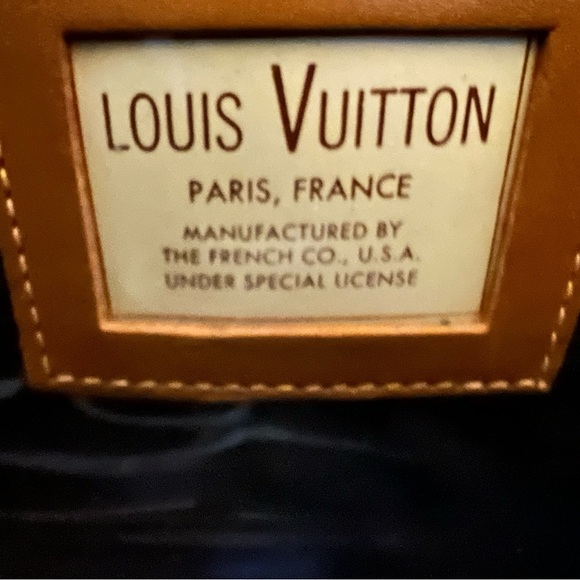 LOUIS VUITTON
PARIS, FRANCE
MANUFACTURED BY
THE FRENCH CO., U.S.A.
UNDER SPECIAL LICENSE